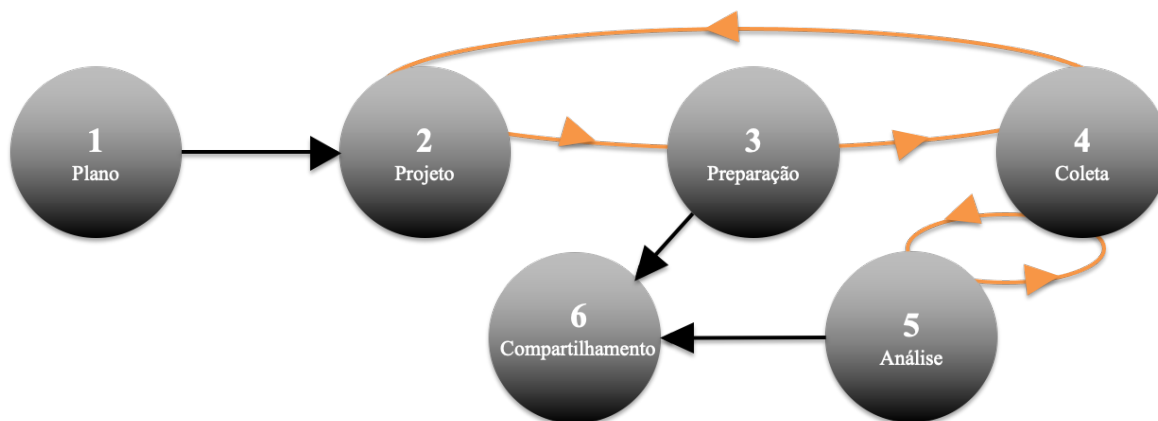 1
Plano
2
Projeto
3
Preparação
4
Coleta
6
Compartilhamento
5
Análise